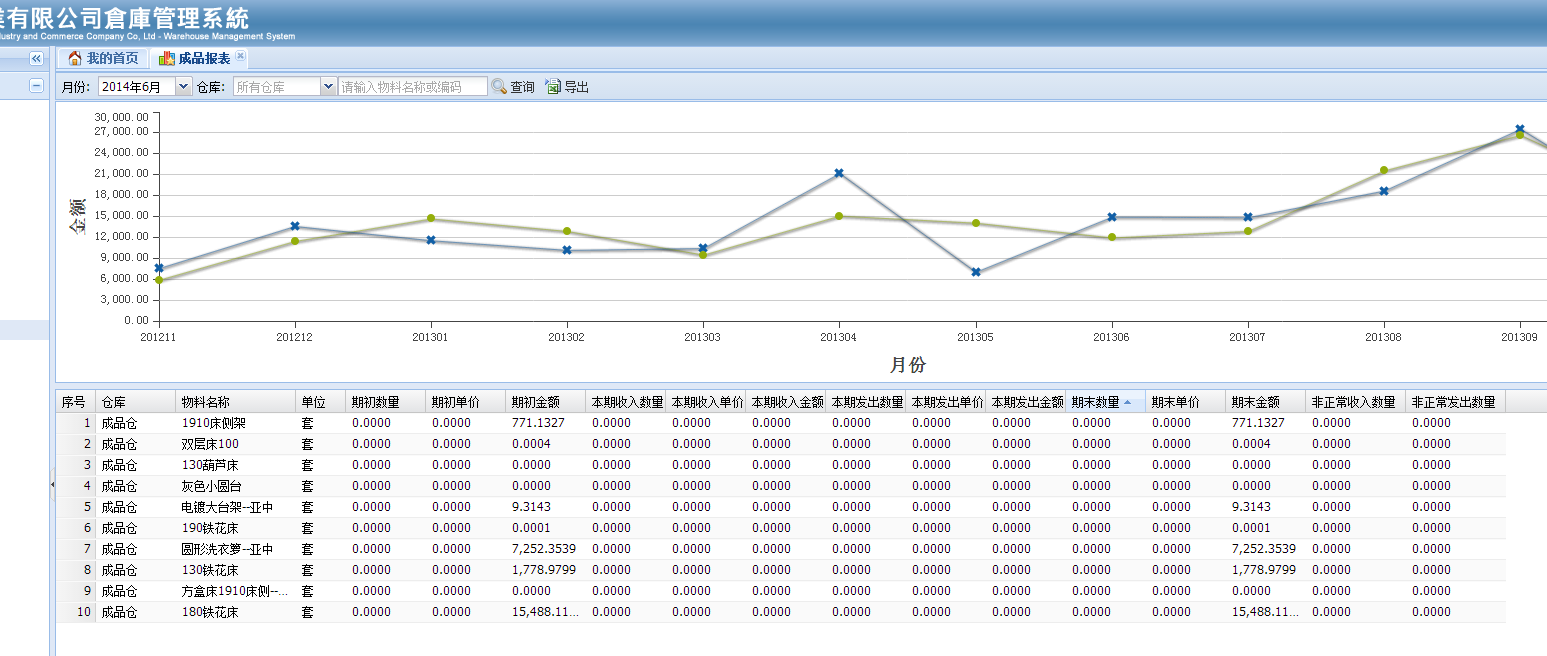 業有限公司倉庫管理系統
lustry and Commerce Company Co, Ltd - Warehouse Management System
我的首页 成品报表
月份: 2014年6月 仓库: 所有仓库 请输入物料名称或编码 查询 导出
30,000.00
27,000.00
24,000.00
21,000.00
18,000.00
15,000.00
12,000.00
9,000.00
6,000.00
3,000.00
0.00
金额
201211 201212 201301 201302 201303 201304 201305 201306 201307 201308 201309
月份
序号 仓库 物料名称 单位 期初数量 期初单价 期初金额 本期收入数量 本期收入单价 本期收入金额 本期发出数量 本期发出单价 本期发出金额 期末数量 期末单价 期末金额 非正常收入数量 非正常发出数量
1 成品仓 1910床侧架 套 0.0000 0.0000 771.1327 0.0000 0.0000 0.0000 0.0000 0.0000 0.0000 0.0000 0.0000 771.1327 0.0000 0.0000
2 成品仓 双层床100 套 0.0000 0.0000 0.0004 0.0000 0.0000 0.0000 0.0000 0.0000 0.0000 0.0000 0.0000 0.0004 0.0000 0.0000
3 成品仓 130葫芦床 套 0.0000 0.0000 0.0000 0.0000 0.0000 0.0000 0.0000 0.0000 0.0000 0.0000 0.0000 0.0000 0.0000 0.0000
4 成品仓 灰色小圆台 套 0.0000 0.0000 0.0000 0.0000 0.0000 0.0000 0.0000 0.0000 0.0000 0.0000 0.0000 0.0000 0.0000 0.0000
5 成品仓 电镀大台架--亚中 套 0.0000 0.0000 9.3143 0.0000 0.0000 0.0000 0.0000 0.0000 0.0000 0.0000 0.0000 9.3143 0.0000 0.0000
6 成品仓 190铁花床 套 0.0000 0.0000 0.0001 0.0000 0.0000 0.0000 0.0000 0.0000 0.0000 0.0000 0.0000 0.0001 0.0000 0.0000
7 成品仓 圆形洗衣箩--亚中 套 0.0000 0.0000 7,252.3539 0.0000 0.0000 0.0000 0.0000 0.0000 0.0000 0.0000 0.0000 7,252.3539 0.0000 0.0000
8 成品仓 130铁花床 套 0.0000 0.0000 1,778.9799 0.0000 0.0000 0.0000 0.0000 0.0000 0.0000 0.0000 0.0000 1,778.9799 0.0000 0.0000
9 成品仓 方盒床1910床侧--... 套 0.0000 0.0000 0.0000 0.0000 0.0000 0.0000 0.0000 0.0000 0.0000 0.0000 0.0000 0.0000 0.0000 0.0000
10 成品仓 180铁花床 套 0.0000 0.0000 15,488.11... 0.0000 0.0000 0.0000 0.0000 0.0000 0.0000 0.0000 0.0000 15,488.11... 0.0000 0.0000